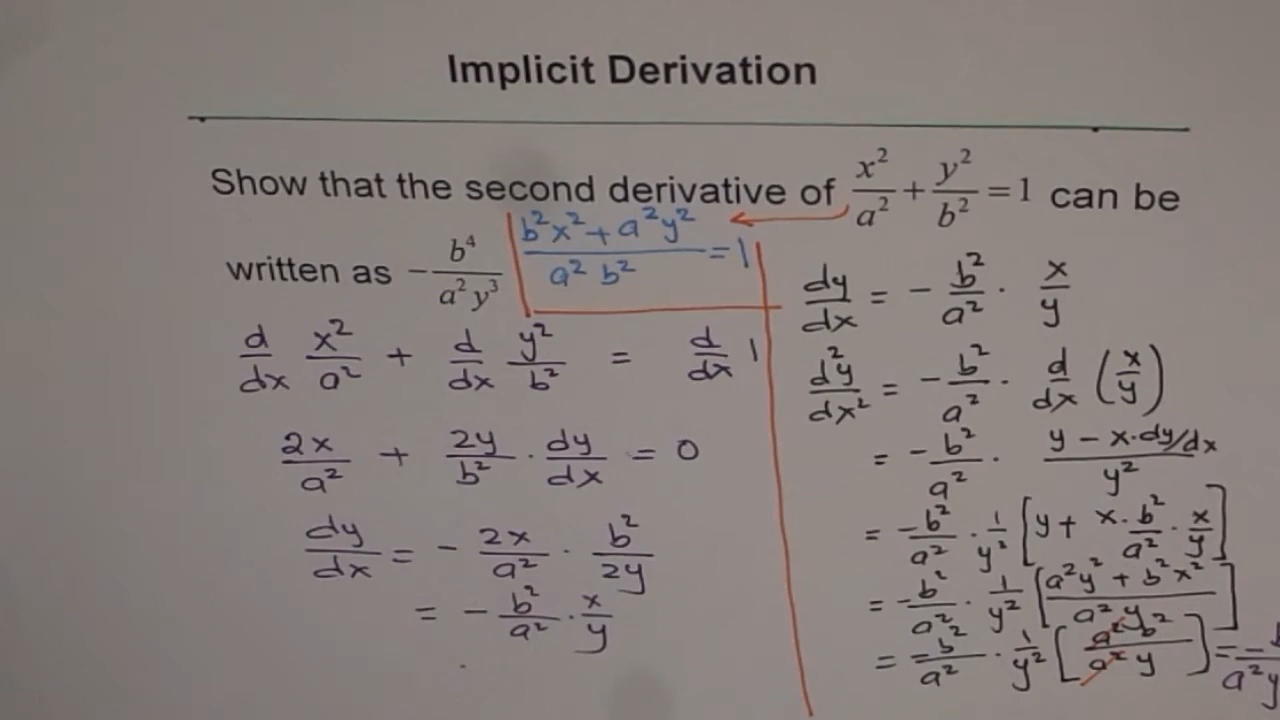 Implicit Derivation
Show that the second derivative of x²/a² + y²/b² = 1 can be
written as - b⁴/a²y³
(b²x² + a²y²)/(a² b²) = 1
d/dx x²/a² + d/dx y²/b² = d/dx 1
2x/a² + 2y/b² · dy/dx = 0
dy/dx = - 2x/a² · b²/2y
= - b²/a² · x/y
dy/dx = - b²/a² · x/y
d²y/dx² = - b²/a² · d/dx (x/y)
= - b²/a² · (y - x·dy/dx)/y²
= -b²/a² · 1/y² [y + x·b²/a² · x/y]
= -b²/a² · 1/y² [(a²y² + b²x²)/a²y]
= -b²/a² · 1/y² [a²b²/a²y] =